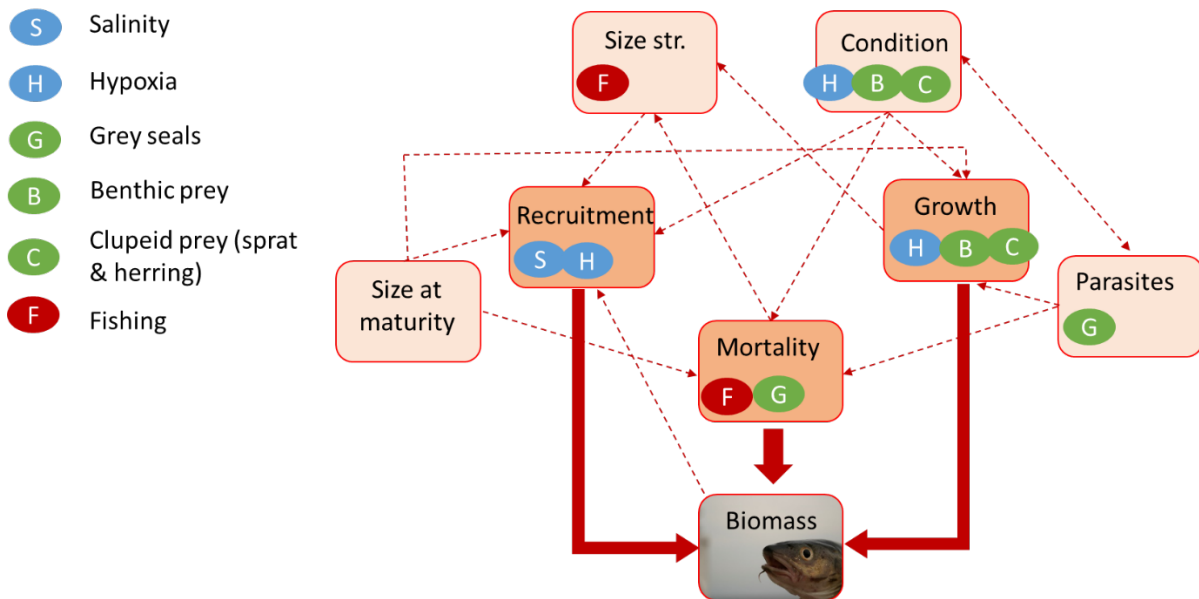 S Salinity
H Hypoxia
G Grey seals
B Benthic prey
C Clupeid prey (sprat
& herring)
F Fishing
Size str.
F
Condition
H B C
Recruitment
S H
Growth
H B C
Size at
maturity
Parasites
G
Mortality
F G
Biomass